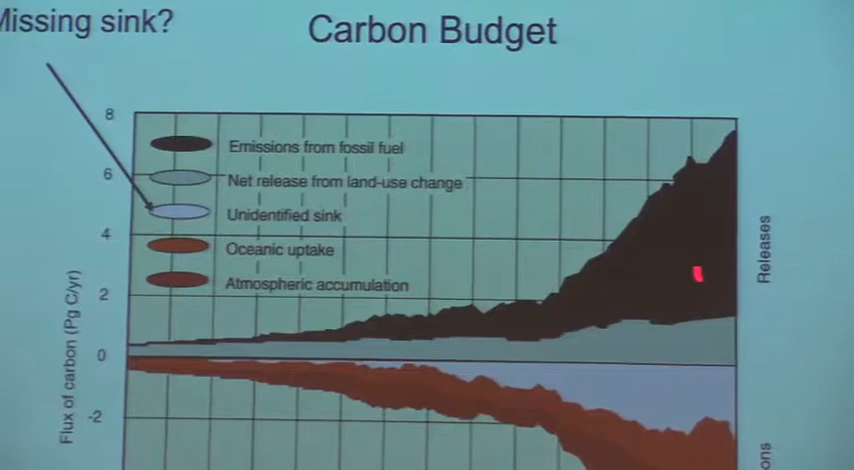 Missing sink?
Carbon Budget
8
6
4
2
0
-2
Flux of carbon (Pg C/yr)
Emissions from fossil fuel
Net release from land-use change
Unidentified sink
Oceanic uptake
Atmospheric accumulation
Releases